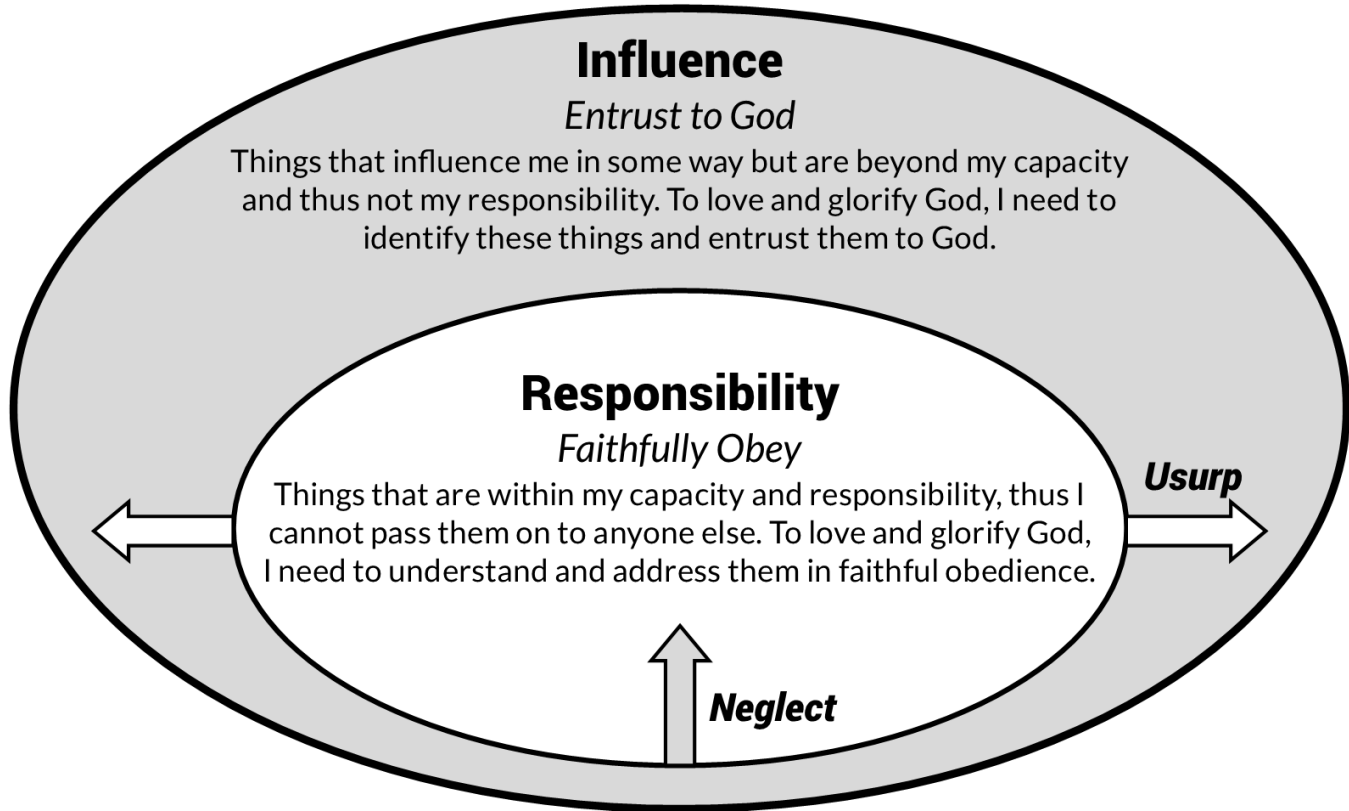 Influence
Entrust to God
Things that influence me in some way but are beyond my capacity
and thus not my responsibility. To love and glorify God, I need to
identify these things and entrust them to God.
Responsibility
Faithfully Obey
Things that are within my capacity and responsibility, thus I
cannot pass them on to anyone else. To love and glorify God,
I need to understand and address them in faithful obedience.
Usurp
Neglect